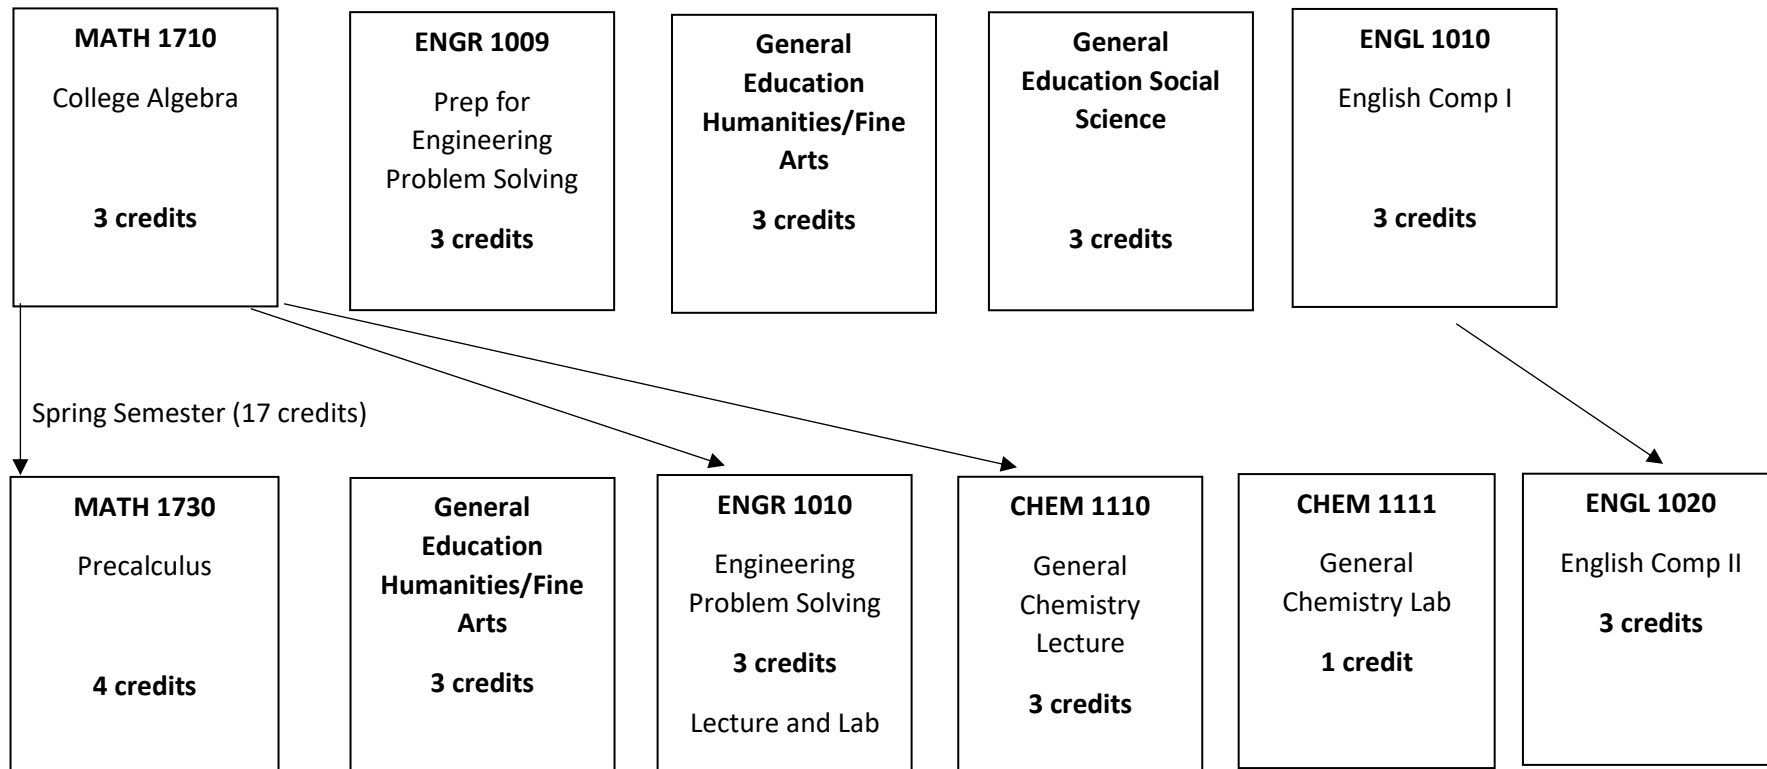 MATH 1710
College Algebra
3 credits
ENGR 1009
Prep for
Engineering
Problem Solving
3 credits
General
Education
Humanities/Fine
Arts
3 credits
General
Education Social
Science
3 credits
ENGL 1010
English Comp I
3 credits
Spring Semester (17 credits)
MATH 1730
Precalculus
4 credits
General
Education
Humanities/Fine
Arts
3 credits
ENGR 1010
Engineering
Problem Solving
3 credits
Lecture and Lab
CHEM 1110
General
Chemistry
Lecture
3 credits
CHEM 1111
General
Chemistry Lab
1 credit
ENGL 1020
English Comp II
3 credits